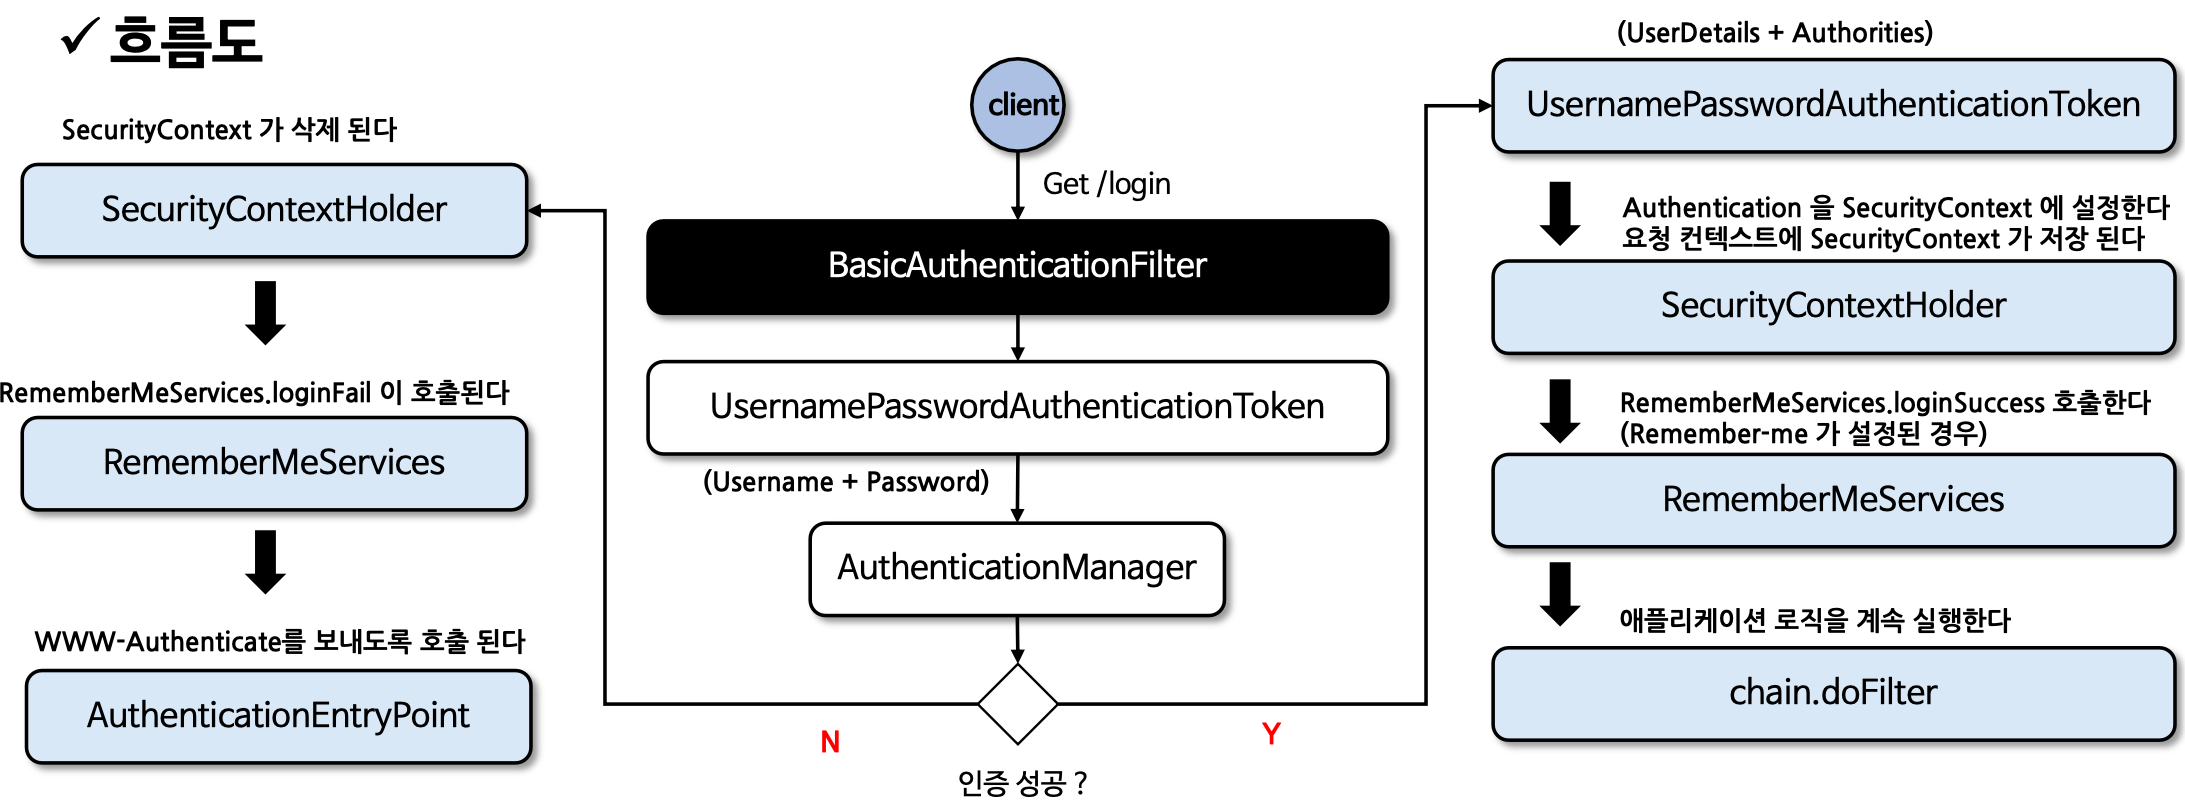 ✓ 흐름도
SecurityContext 가 삭제 된다
SecurityContextHolder
RememberMeServices.loginFail 이 호출된다
RememberMeServices
WWW-Authenticate를 보내도록 호출 된다
AuthenticationEntryPoint
client
Get /login
BasicAuthenticationFilter
UsernamePasswordAuthenticationToken
(Username + Password)
AuthenticationManager
N
Y
인증 성공 ?
(UserDetails + Authorities)
UsernamePasswordAuthenticationToken
Authentication 을 SecurityContext 에 설정한다
요청 컨텍스트에 SecurityContext 가 저장 된다
SecurityContextHolder
RememberMeServices.loginSuccess 호출한다
(Remember-me 가 설정된 경우)
RememberMeServices
애플리케이션 로직을 계속 실행한다
chain.doFilter